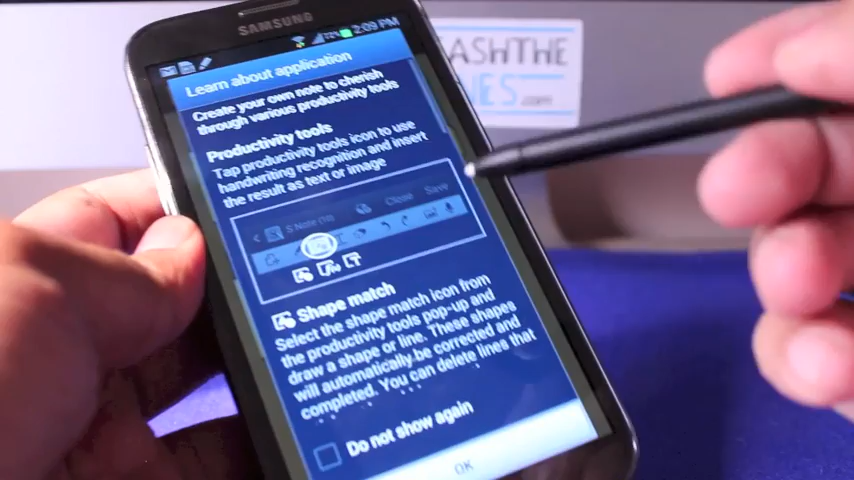 SAMSUNG
72% 2:09 PM
Learn about application
Create your own note to cherish
through various productivity tools
Productivity tools
Tap productivity tools icon to use
handwriting recognition and insert
the result as text or image
S Note (10) Close Save
Shape match
Select the shape match icon from
the productivity tools pop-up and
draw a shape or line. These shapes
will automatically be corrected and
completed. You can delete lines that
Do not show again
OK
ASHTHE
NES.com